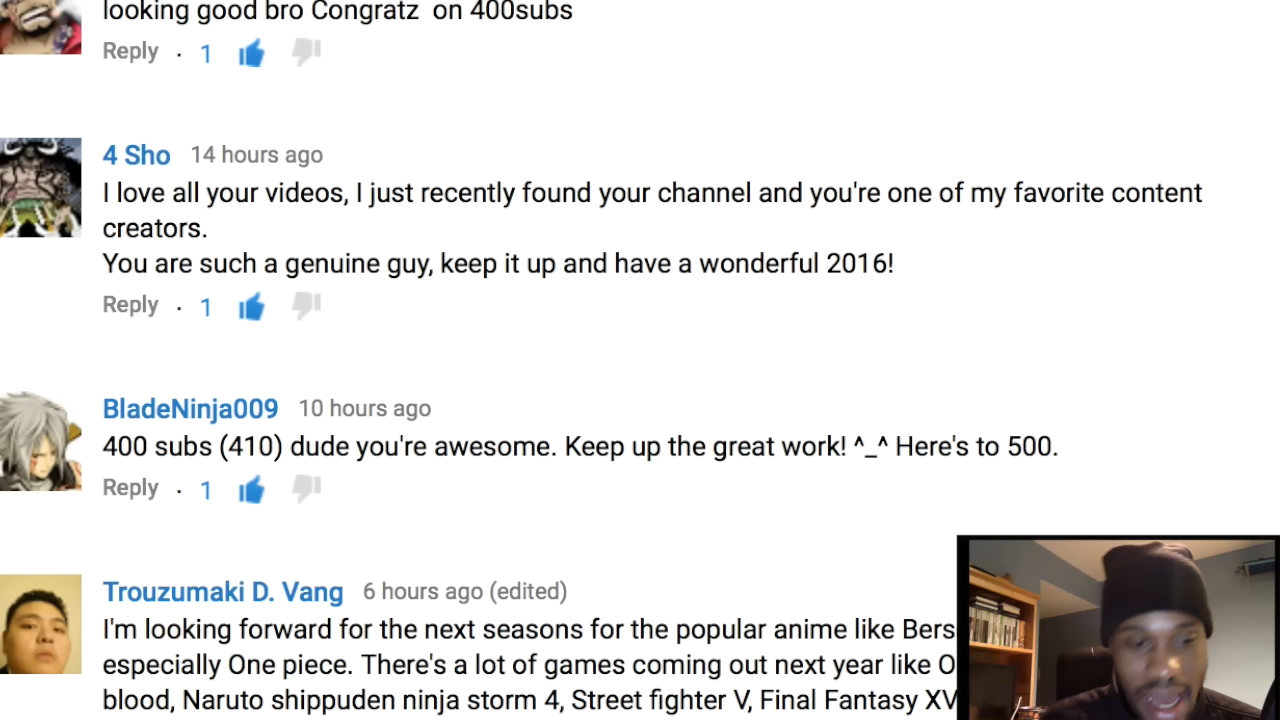 looking good bro Congratz on 400subs
Reply · 1
4 Sho 14 hours ago
I love all your videos, I just recently found your channel and you're one of my favorite content
creators.
You are such a genuine guy, keep it up and have a wonderful 2016!
Reply · 1
BladeNinja009 10 hours ago
400 subs (410) dude you're awesome. Keep up the great work! ^_^ Here's to 500.
Reply · 1
Trouzumaki D. Vang 6 hours ago (edited)
I'm looking forward for the next seasons for the popular anime like Bers
especially One piece. There's a lot of games coming out next year like O
blood, Naruto shippuden ninja storm 4, Street fighter V, Final Fantasy XV